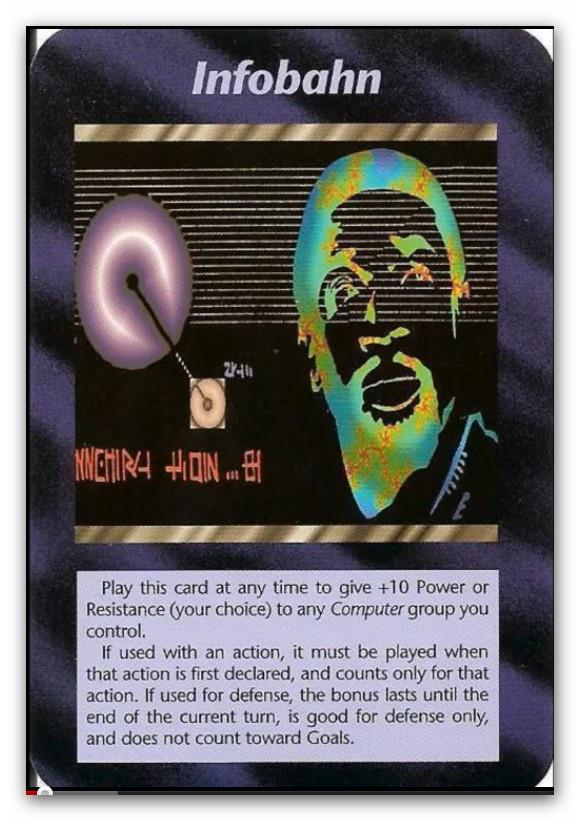 Infobahn
Play this card at any time to give +10 Power or
Resistance (your choice) to any Computer group you
control.
If used with an action, it must be played when
that action is first declared, and counts only for that
action. If used for defense, the bonus lasts until the
end of the current turn, is good for defense only,
and does not count toward Goals.